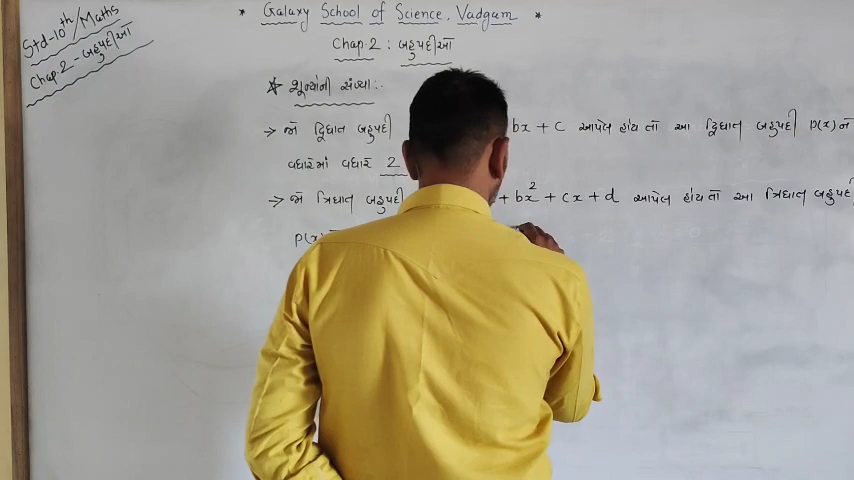 Std-10th/Maths
Chap.2 - બહુપદીઓ
* Galaxy School of Science, Vadgam *
Chap.2 : બહુપદીઓ
* શૂન્યોની સંખ્યા :-
→ જો દ્વિઘાત બહુપદી bx + c આપેલ હોય તો આ દ્વિઘાત બહુપદી p(x) ને
વધારેમાં વધારે 2
→ જો ત્રિઘાત બહુપદી + bx² + cx + d આપેલ હોય તો આ ત્રિઘાત બહુપદી
p(x)